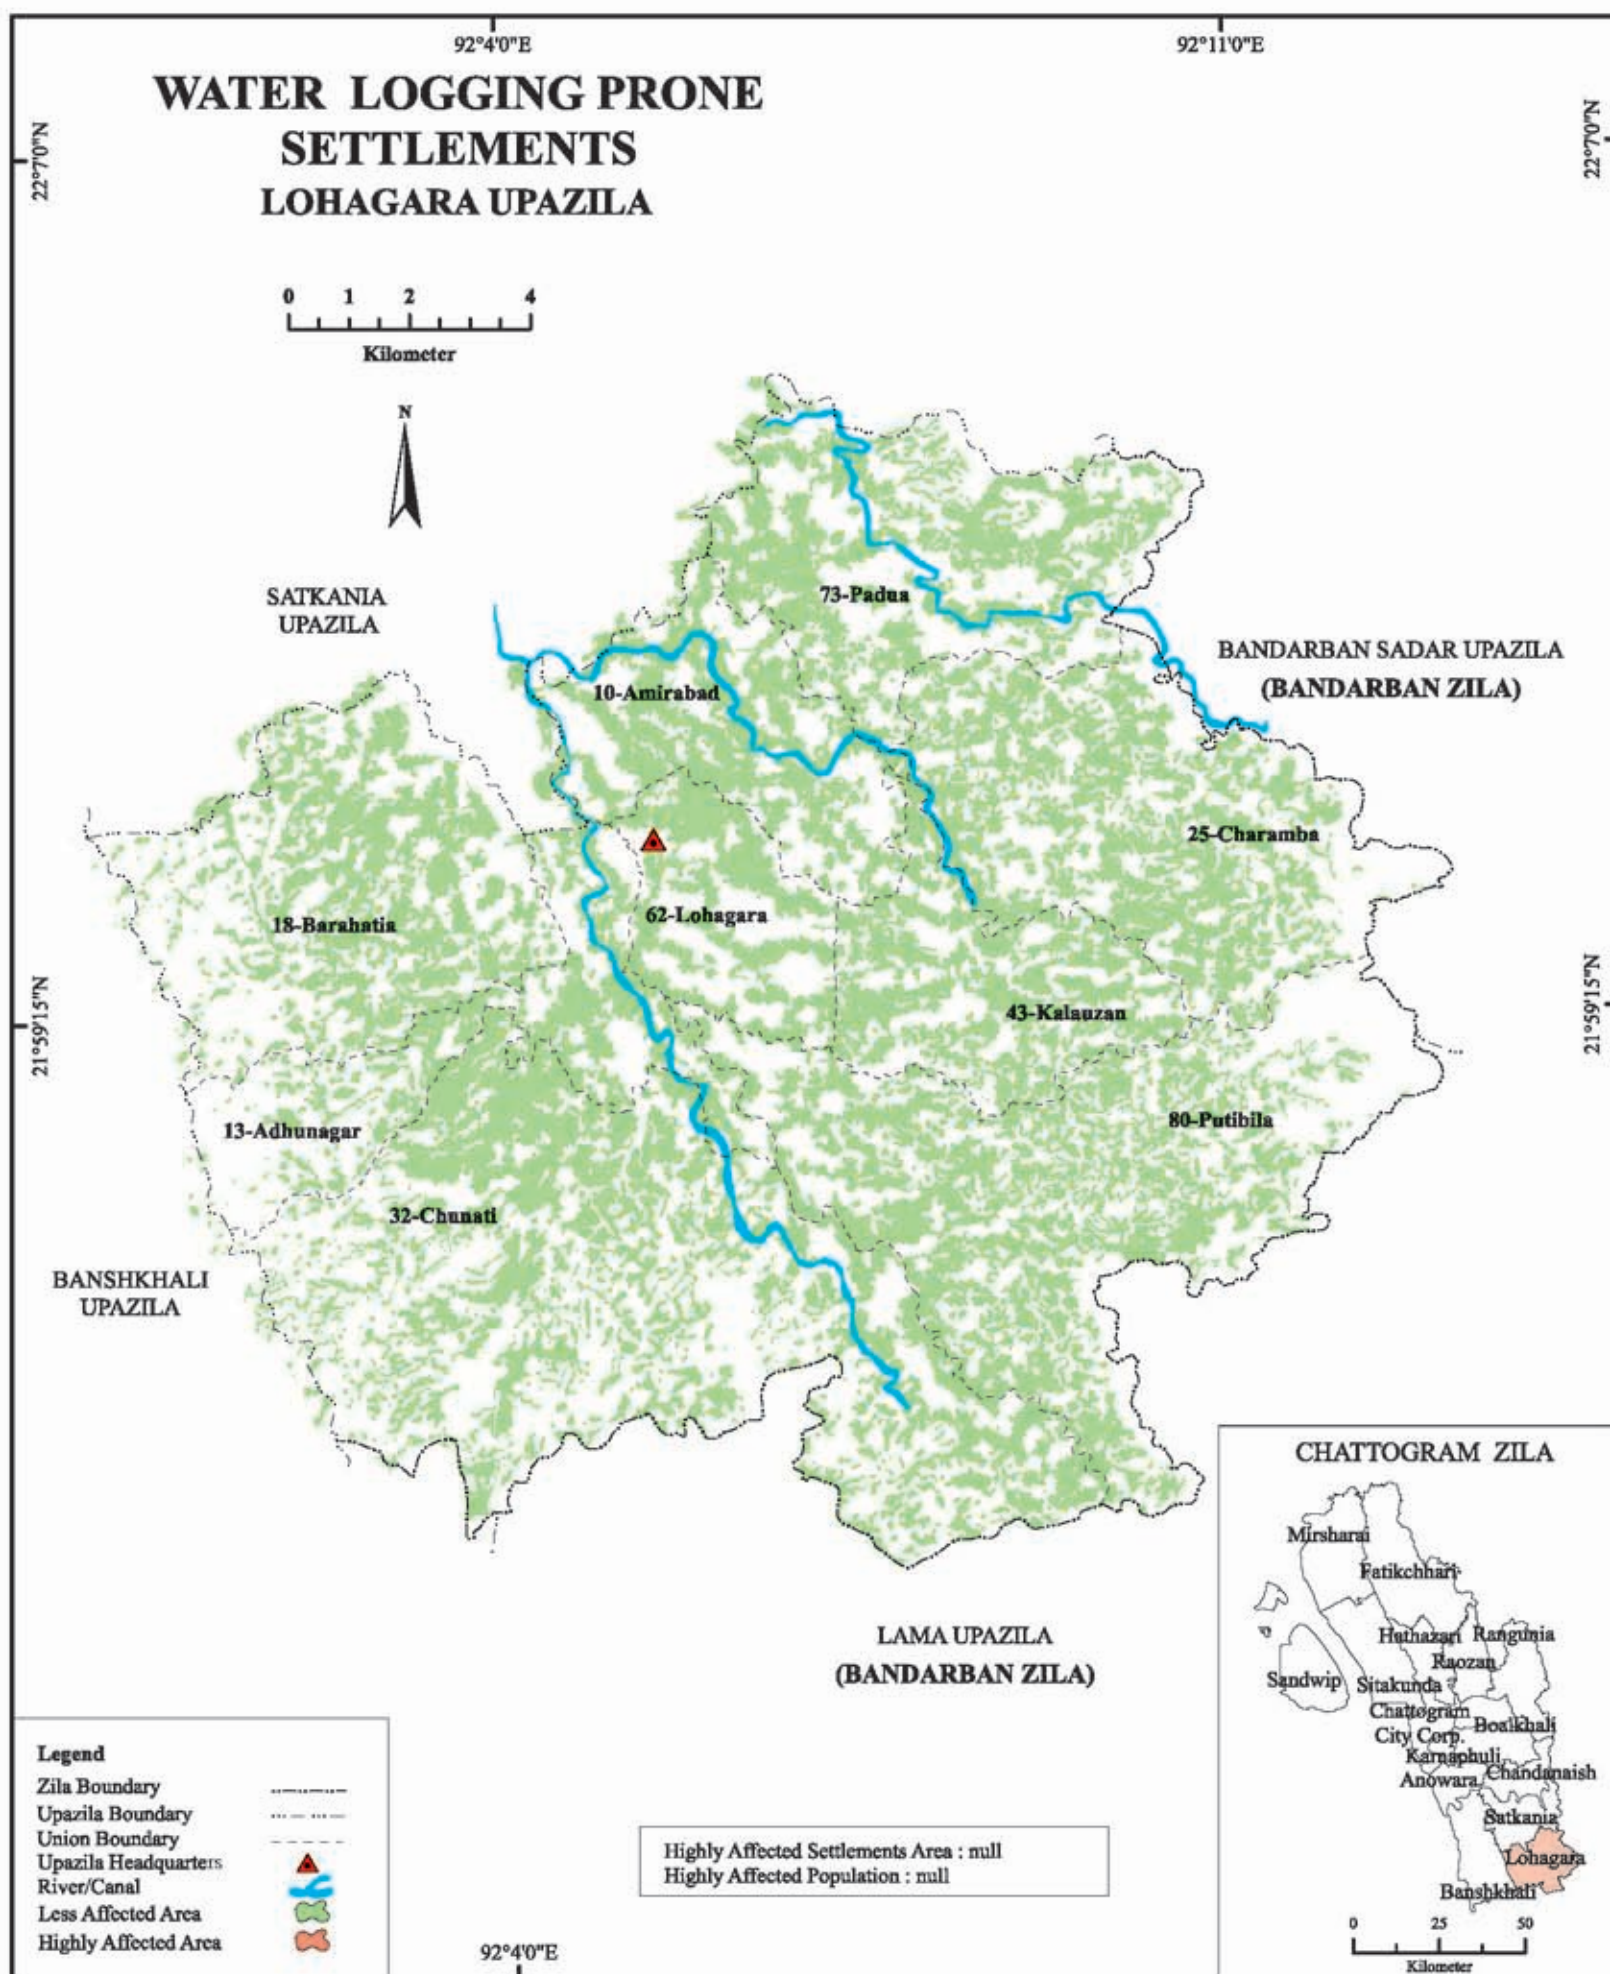 92°4'0"E
92°11'0"E
WATER LOGGING PRONE
SETTLEMENTS
LOHAGARA UPAZILA
22°7'0"N
22°7'0"N
0 1 2 4
Kilometer
N
SATKANIA
UPAZILA
73-Padua
BANDARBAN SADAR UPAZILA
(BANDARBAN ZILA)
10-Amirabad
25-Charamba
62-Lohagara
18-Barahatia
21°59'15"N
21°59'15"N
43-Kalauzan
80-Putibila
13-Adhunagar
32-Chunati
BANSHKHALI
UPAZILA
LAMA UPAZILA
(BANDARBAN ZILA)
CHATTOGRAM ZILA
Mirsharai
Fatikchhari
Hathazari
Rangunia
Raozan
Sandwip
Sitakunda
Chattogram
City Corp.
Boalkhali
Karnaphuli
Anowara
Chandanaish
Satkania
Lohagara
Banshkhali
0 25 50
Kilometer
Legend
Zila Boundary
Upazila Boundary
Union Boundary
Upazila Headquarters
River/Canal
Less Affected Area
Highly Affected Area
Highly Affected Settlements Area : null
Highly Affected Population : null
92°4'0"E